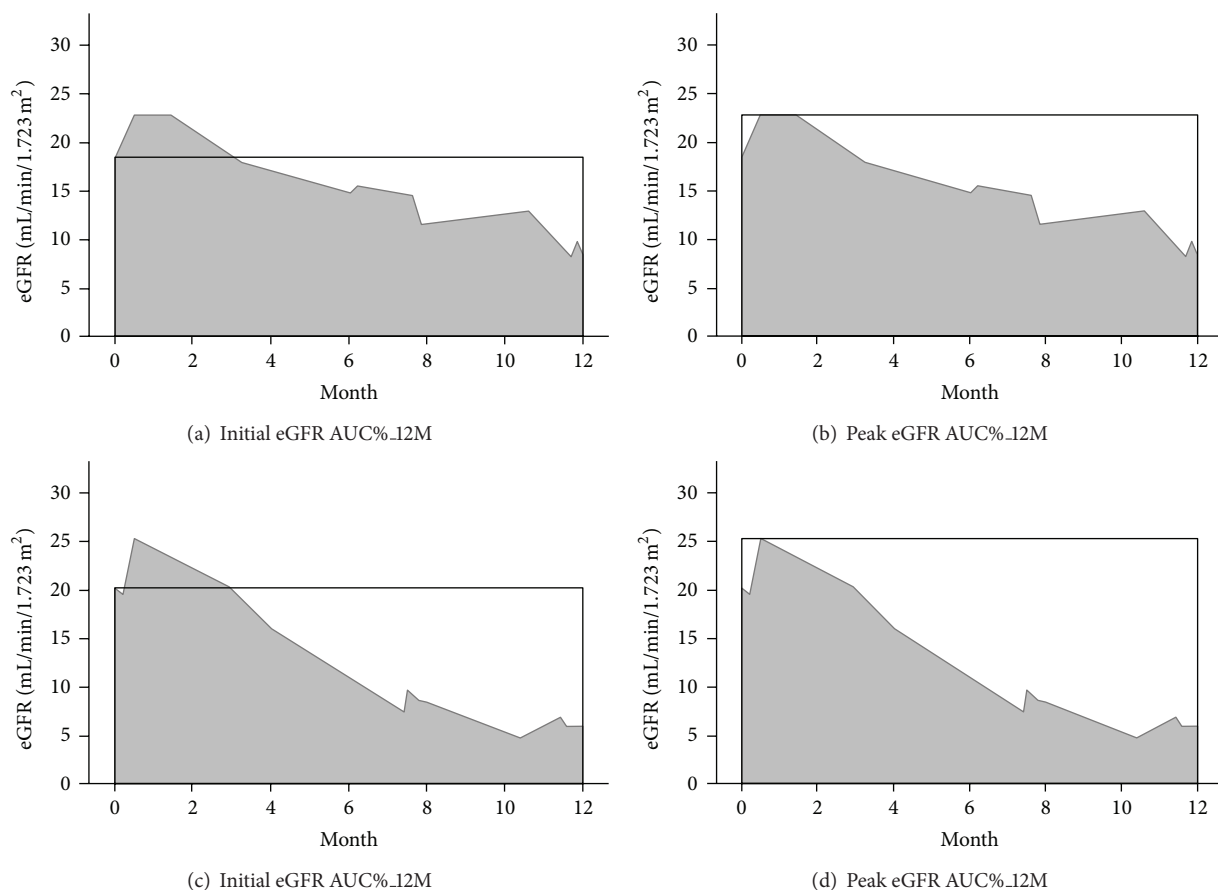 30
25
20
15
10
5
0
eGFR (mL/min/1.723 m²)
0 2 4 6 8 10 12
Month
(a) Initial eGFR AUC%_12M
30
25
20
15
10
5
0
eGFR (mL/min/1.723 m²)
0 2 4 6 8 10 12
Month
(b) Peak eGFR AUC%_12M
30
25
20
15
10
5
0
eGFR (mL/min/1.723 m²)
0 2 4 6 8 10 12
Month
(c) Initial eGFR AUC%_12M
30
25
20
15
10
5
0
eGFR (mL/min/1.723 m²)
0 2 4 6 8 10 12
Month
(d) Peak eGFR AUC%_12M